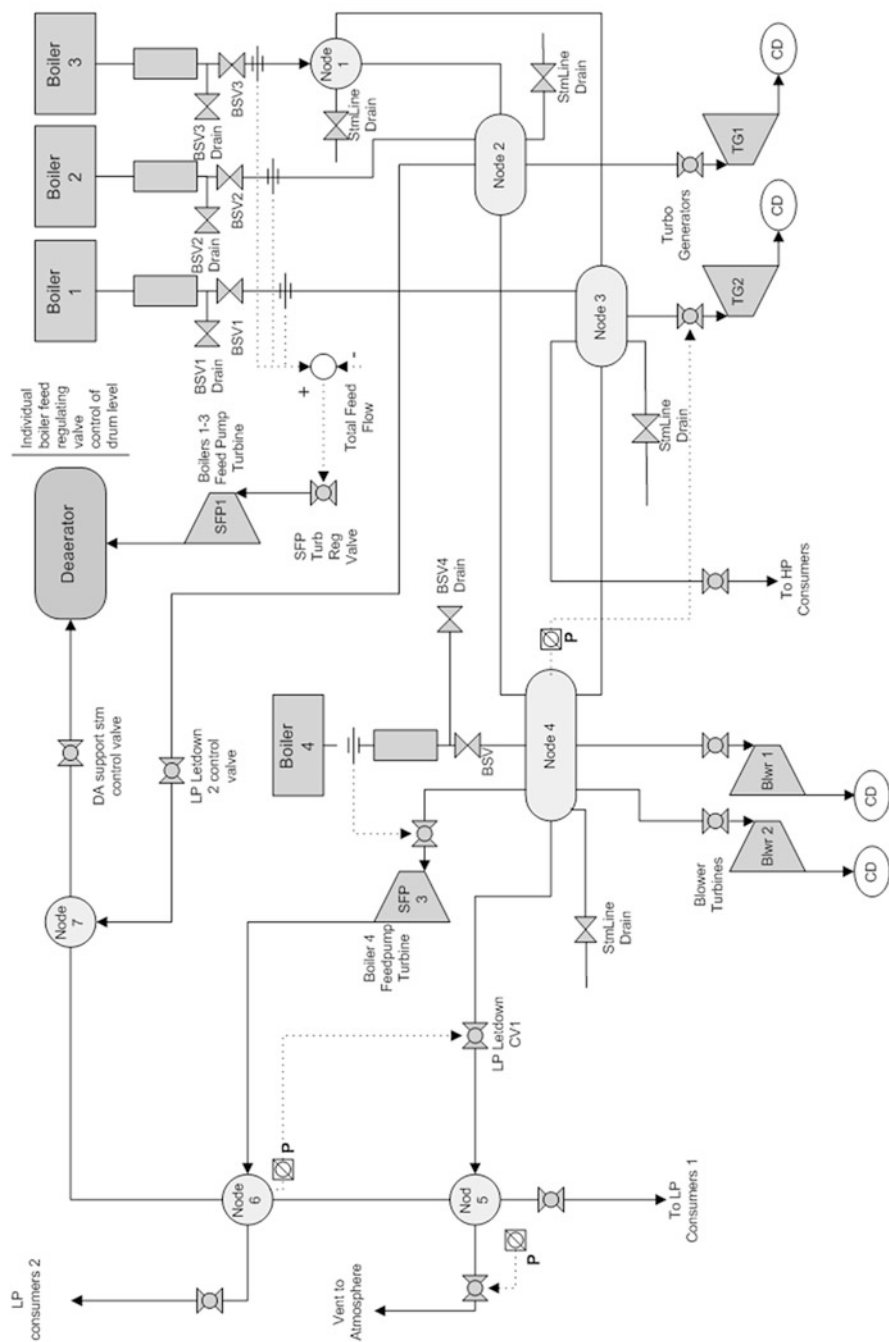 Boiler
3
Boiler
2
Boiler
1
BSV3
Drain
BSV3
BSV2
Drain
BSV2
BSV1
Drain
BSV1
Node
1
StmLine
Drain
StmLine
Drain
Node 2
Node 3
StmLine
Drain
Turbo
Generators
TG1
CD
TG2
CD
Individual
boiler feed
regulating
valve
control of
drum level
Deaerator
Boilers 1-3
Feed Pump
Turbine
SFP1
SFP
Turb
Reg
Valve
+
-
Total Feed
Flow
To HP
Consumers
DA support stm
control valve
LP Letdown
2 control
valve
BSV4
Drain
Boiler
4
BSV
P
Node 4
Blwr 1
CD
Blwr 2
CD
Blower
Turbines
Node
7
SFP
3
Boiler 4
Feedpump
Turbine
StmLine
Drain
LP Letdown
CV1
Node
6
P
Nod
5
To LP
Consumers 1
P
LP
consumers 2
Vent to
Atmosphere